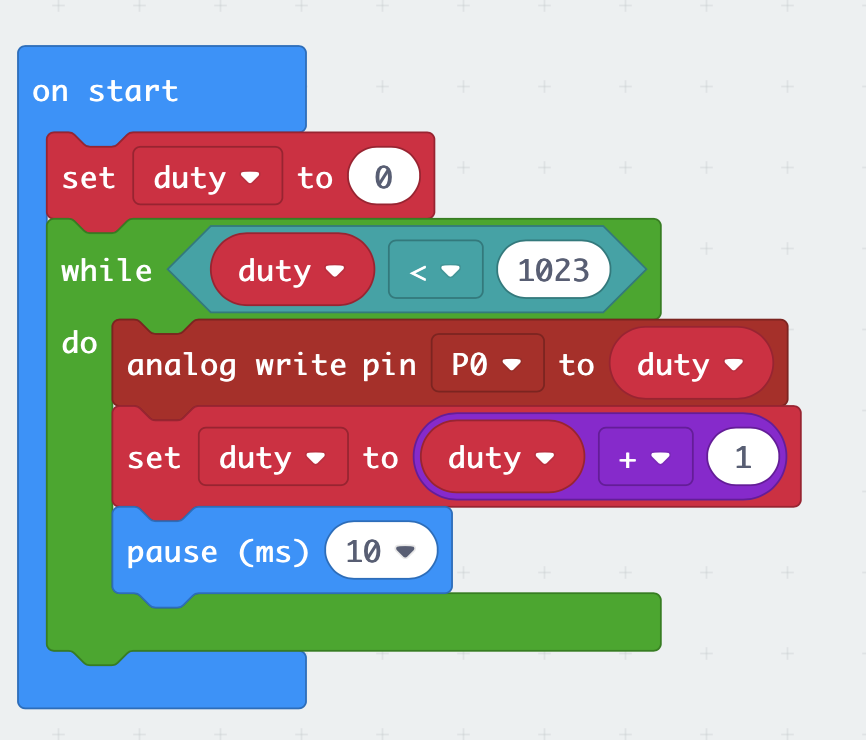 on start
set duty to 0
while duty < 1023
do
analog write pin P0 to duty
set duty to duty + 1
pause (ms) 10